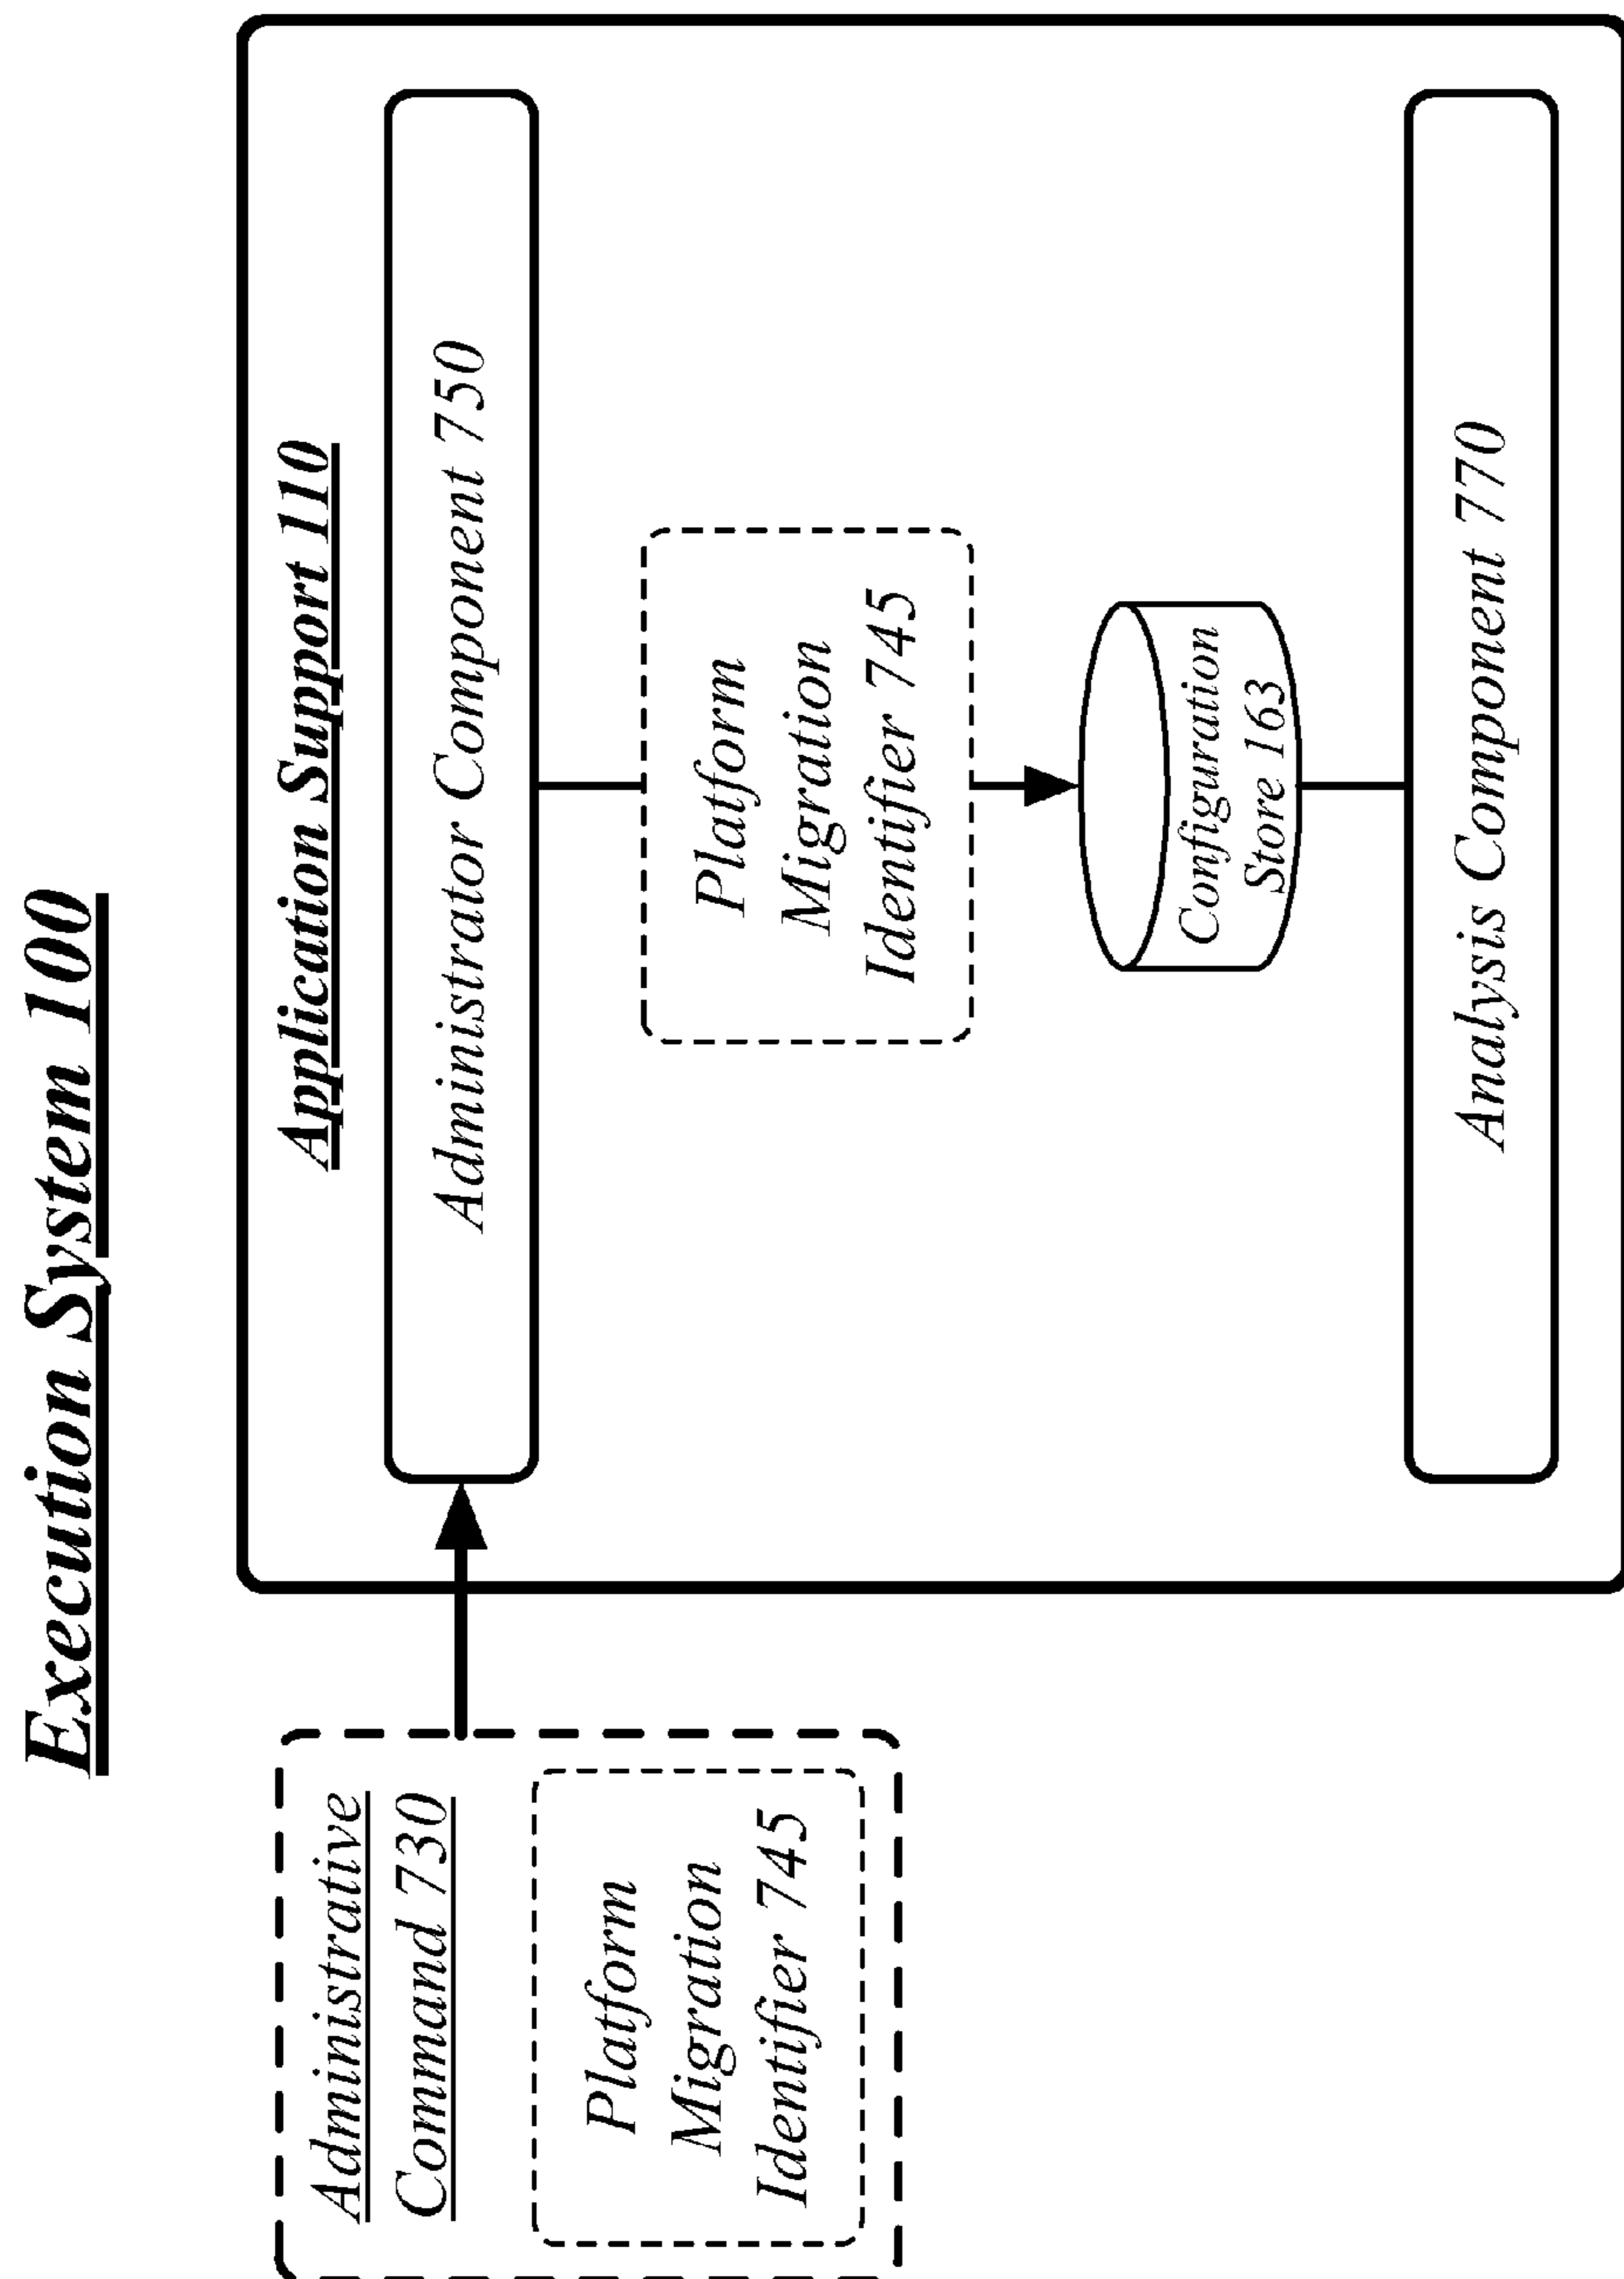 Execution System 100
Administrative
Command 730
Platform
Migration
Identifier 745
Application Support 110
Administrator Component 750
Platform
Migration
Identifier 745
Configuration
Store 163
Analysis Component 770